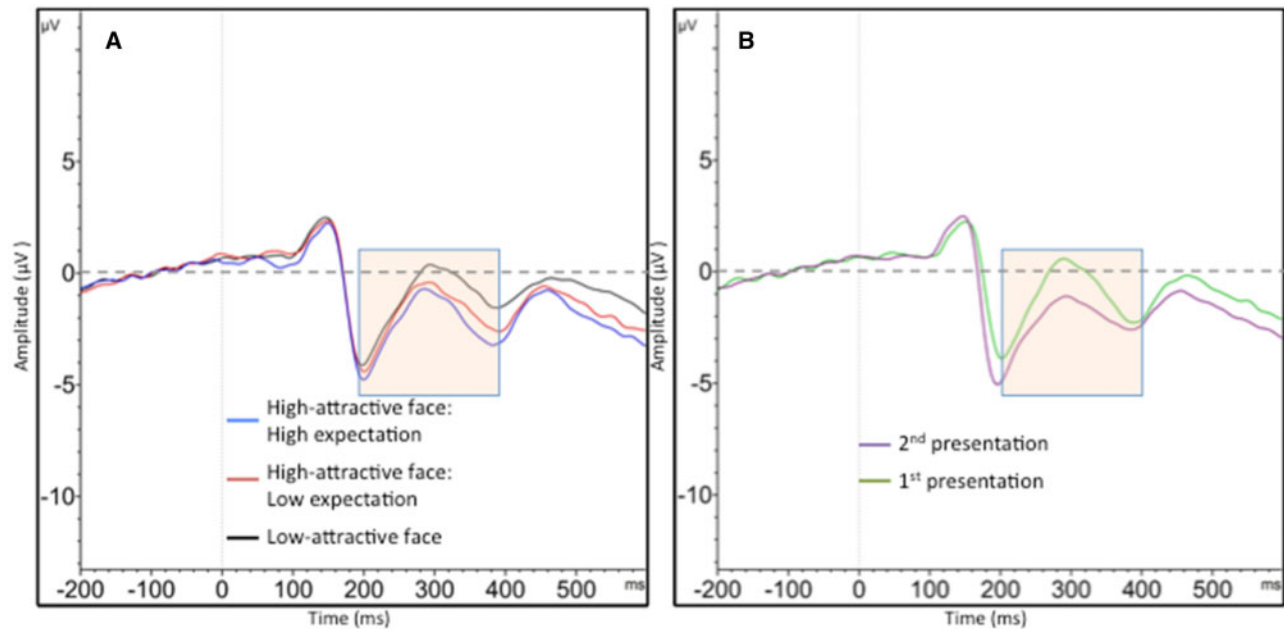 A
µV
5
0
-5
-10
Amplitude (µV )
High-attractive face:
High expectation
High-attractive face:
Low expectation
Low-attractive face
-200 -100 0 100 200 300 400 500 ms
Time (ms)
B
µV
5
0
-5
-10
Amplitude (µV )
2nd presentation
1st presentation
-200 -100 0 100 200 300 400 500 ms
Time (ms)